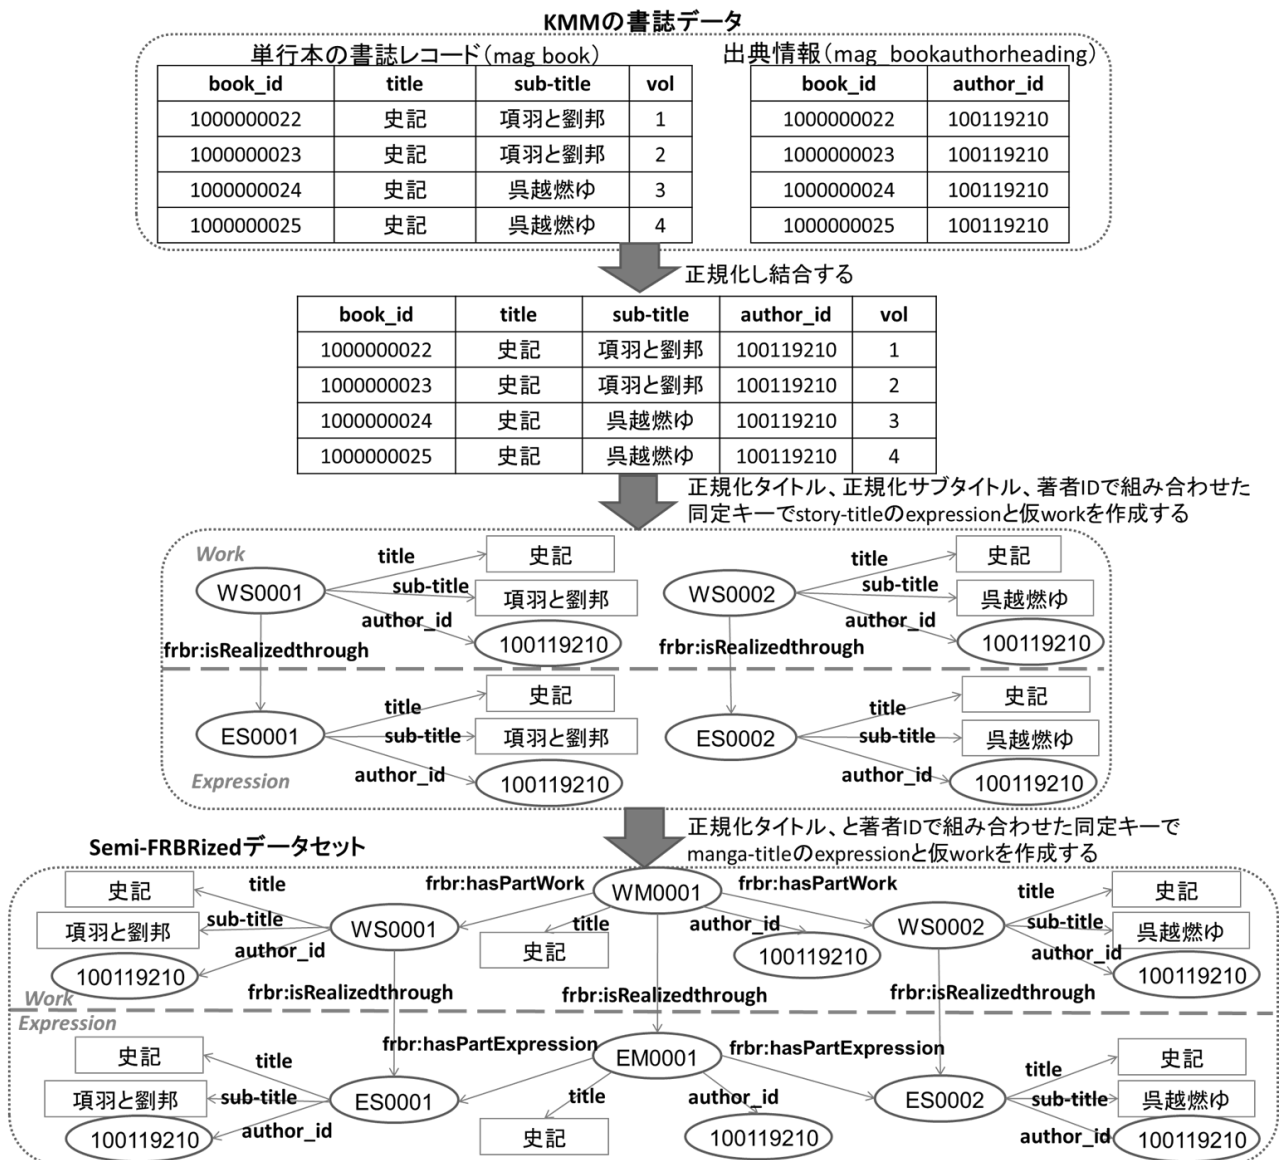 KMMの書誌データ
単行本の書誌レコード（mag book）
出典情報（mag_bookauthorheading）
book_id title sub-title vol
1000000022 史記 項羽と劉邦 1
1000000023 史記 項羽と劉邦 2
1000000024 史記 呉越燃ゆ 3
1000000025 史記 呉越燃ゆ 4
book_id author_id
1000000022 100119210
1000000023 100119210
1000000024 100119210
1000000025 100119210
正規化し結合する
book_id title sub-title author_id vol
1000000022 史記 項羽と劉邦 100119210 1
1000000023 史記 項羽と劉邦 100119210 2
1000000024 史記 呉越燃ゆ 100119210 3
1000000025 史記 呉越燃ゆ 100119210 4
正規化タイトル、正規化サブタイトル、著者IDで組み合わせた
同定キーでstory-titleのexpressionと仮workを作成する
Work
WS0001
title
史記
sub-title
項羽と劉邦
author_id
100119210
frbr:isRealizedthrough
WS0002
title
史記
sub-title
呉越燃ゆ
author_id
100119210
frbr:isRealizedthrough
ES0001
title
史記
sub-title
項羽と劉邦
author_id
100119210
Expression
ES0002
title
史記
sub-title
呉越燃ゆ
author_id
100119210
正規化タイトル、と著者IDで組み合わせた同定キーで
manga-titleのexpressionと仮workを作成する
Semi-FRBRizedデータセット
史記
title
項羽と劉邦
sub-title
100119210
author_id
WS0001
frbr:hasPartWork
WM0001
frbr:hasPartWork
title
史記
author_id
100119210
WS0002
title
史記
sub-title
呉越燃ゆ
author_id
100119210
Work
frbr:isRealizedthrough
frbr:isRealizedthrough
frbr:isRealizedthrough
Expression
史記
title
項羽と劉邦
sub-title
100119210
author_id
ES0001
frbr:hasPartExpression
EM0001
frbr:hasPartExpression
title
史記
author_id
100119210
ES0002
title
史記
sub-title
呉越燃ゆ
author_id
100119210